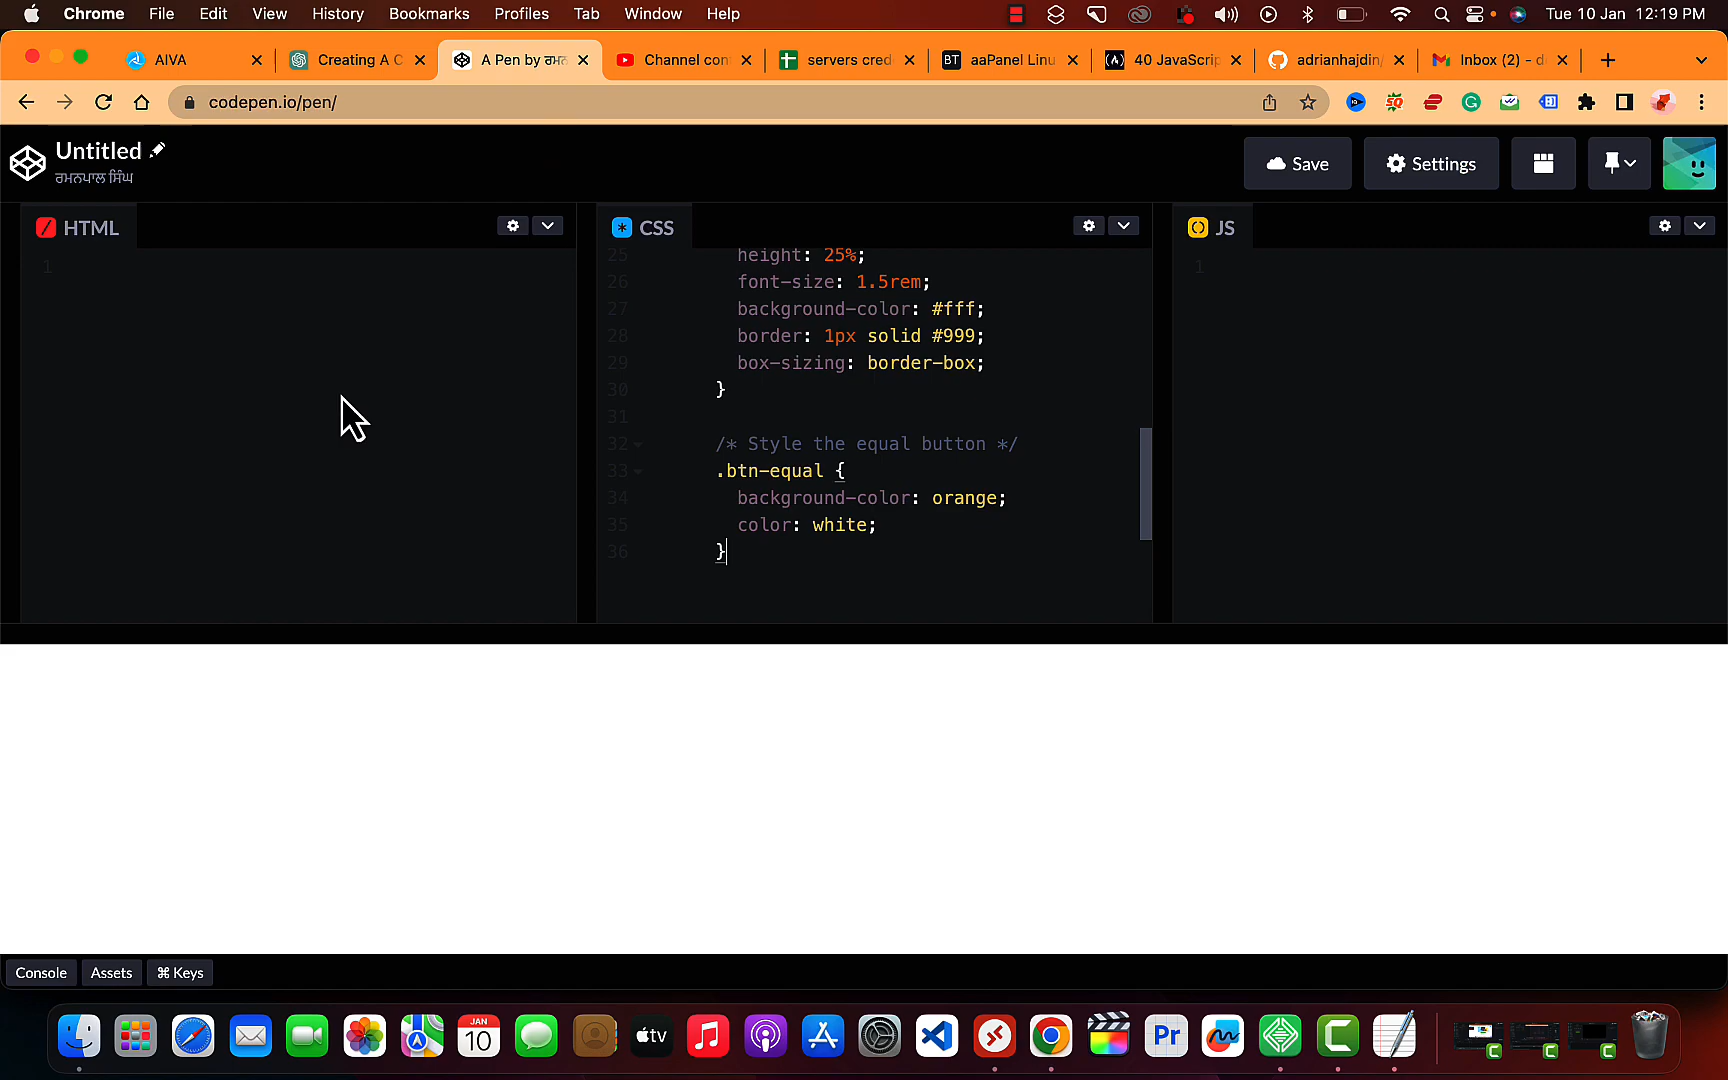 Chrome File Edit View History Bookmarks Profiles Tab Window Help Tue 10 Jan 12:19 PM
AIVA Creating A C A Pen by ਰਮਨ Channel con servers cred BT aaPanel Linu (A) 40 JavaScrip adrianhajdin/ Inbox (2) - d
codepen.io/pen/
Untitled
ਰਮਨਪਾਲ ਸਿੰਘ
Save Settings
HTML CSS JS
1
25 height: 25%;
26 font-size: 1.5rem;
27 background-color: #fff;
28 border: 1px solid #999;
29 box-sizing: border-box;
30 }
31
32 /* Style the equal button */
33 .btn-equal {
34 background-color: orange;
35 color: white;
36 }
1
Console Assets ⌘ Keys
JAN
10
tv
Pr